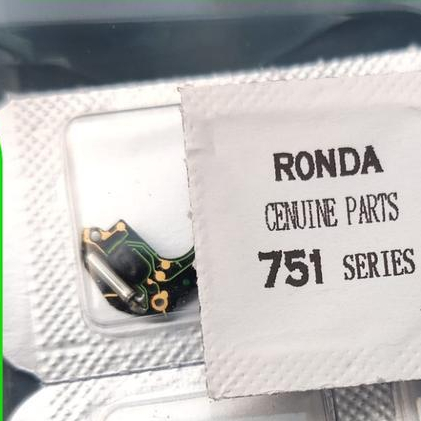 RONDA
CENUINE PARTS
751 SERIES